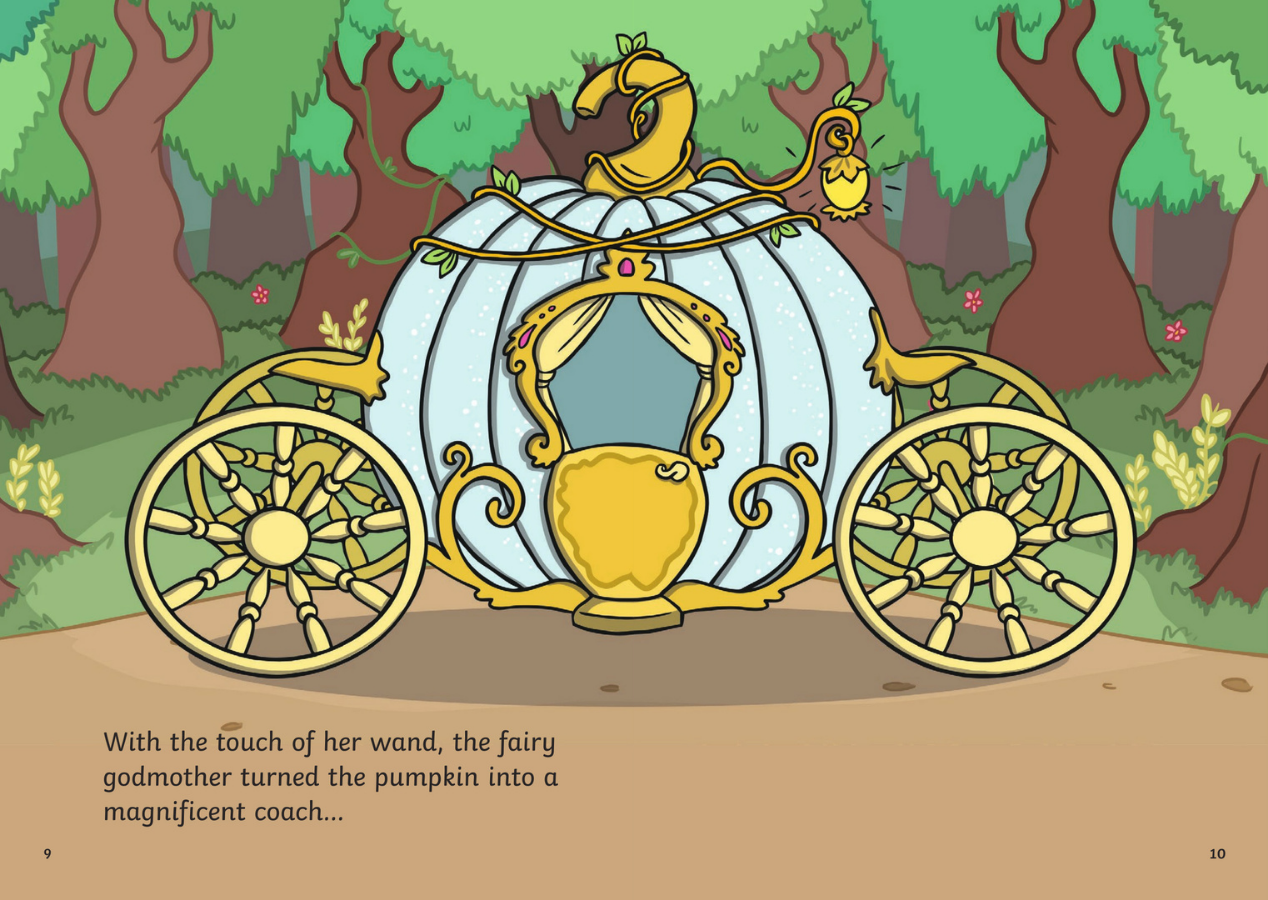 With the touch of her wand, the fairy
godmother turned the pumpkin into a
magnificent coach...
9
10